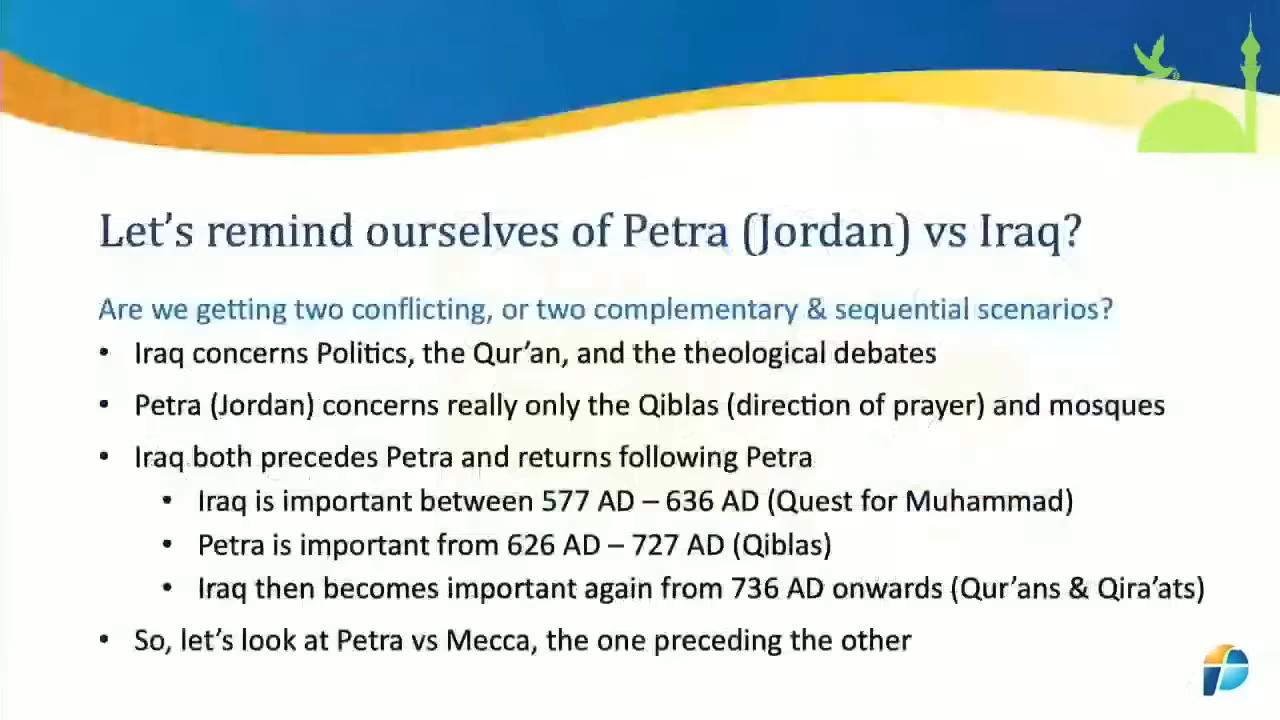 Let's remind ourselves of Petra (Jordan) vs Iraq?
Are we getting two conflicting, or two complementary & sequential scenarios?
• Iraq concerns Politics, the Qur'an, and the theological debates
• Petra (Jordan) concerns really only the Qiblas (direction of prayer) and mosques
• Iraq both precedes Petra and returns following Petra
• Iraq is important between 577 AD – 636 AD (Quest for Muhammad)
• Petra is important from 626 AD – 727 AD (Qiblas)
• Iraq then becomes important again from 736 AD onwards (Qur'ans & Qira'ats)
• So, let's look at Petra vs Mecca, the one preceding the other